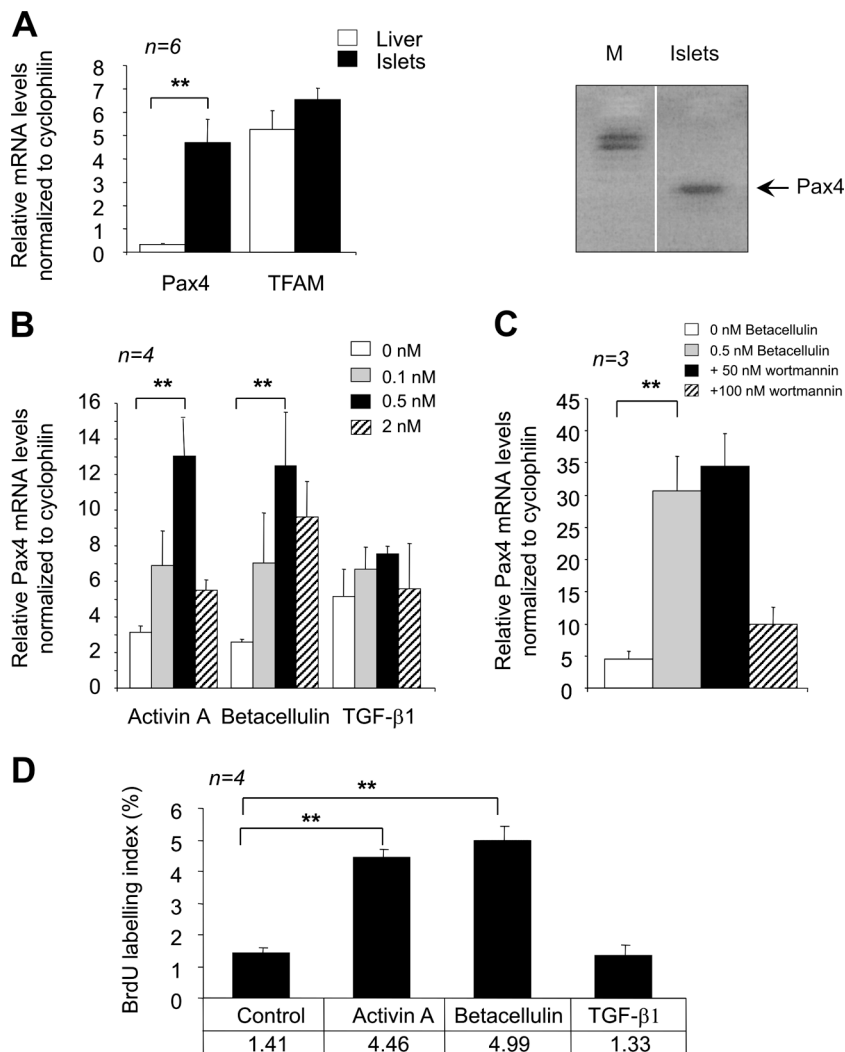 A
n=6
Liver
Islets
Relative mRNA levels
normalized to cyclophilin
8
7
6
5
4
3
2
1
0
**
Pax4 TFAM
M Islets
Pax4
B
n=4
0 nM
0.1 nM
0.5 nM
2 nM
Relative Pax4 mRNA levels
normalized to cyclophilin
16
14
12
10
8
6
4
2
0
** **
Activin A Betacellulin TGF-β1
C
n=3
0 nM Betacellulin
0.5 nM Betacellulin
+ 50 nM wortmannin
+100 nM wortmannin
Relative Pax4 mRNA levels
normalized to cyclophilin
45
40
35
30
25
20
15
10
5
0
**
D
n=4
BrdU labelling index (%)
6
5
4
3
2
1
0
**
**
Control Activin A Betacellulin TGF-β1
1.41 4.46 4.99 1.33